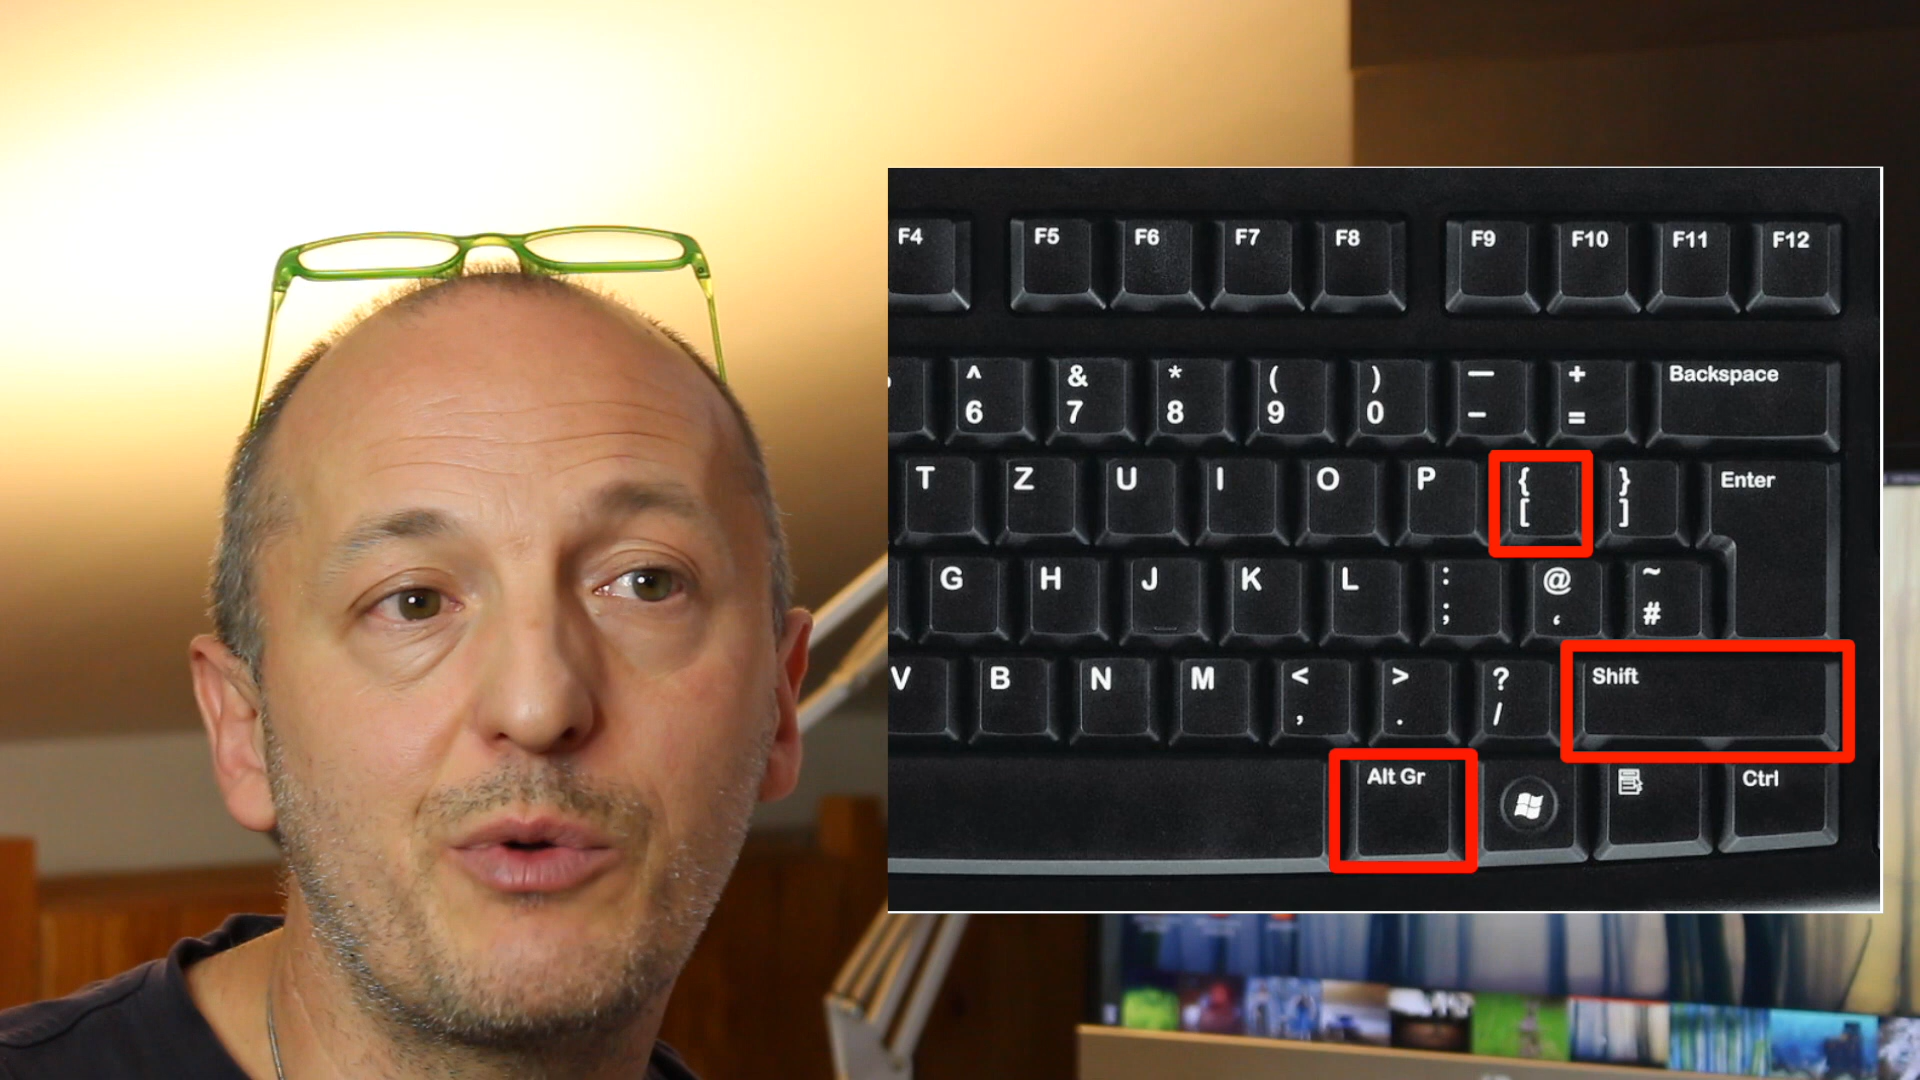 F4 F5 F6 F7 F8 F9 F10 F11 F12
^ & * ( ) — + Backspace
6 7 8 9 0 - =
T Z U I O P { } Enter
[ ]
G H J K L : @ ~
; ‘ #
V B N M < > ? Shift
, . /
Alt Gr Ctrl